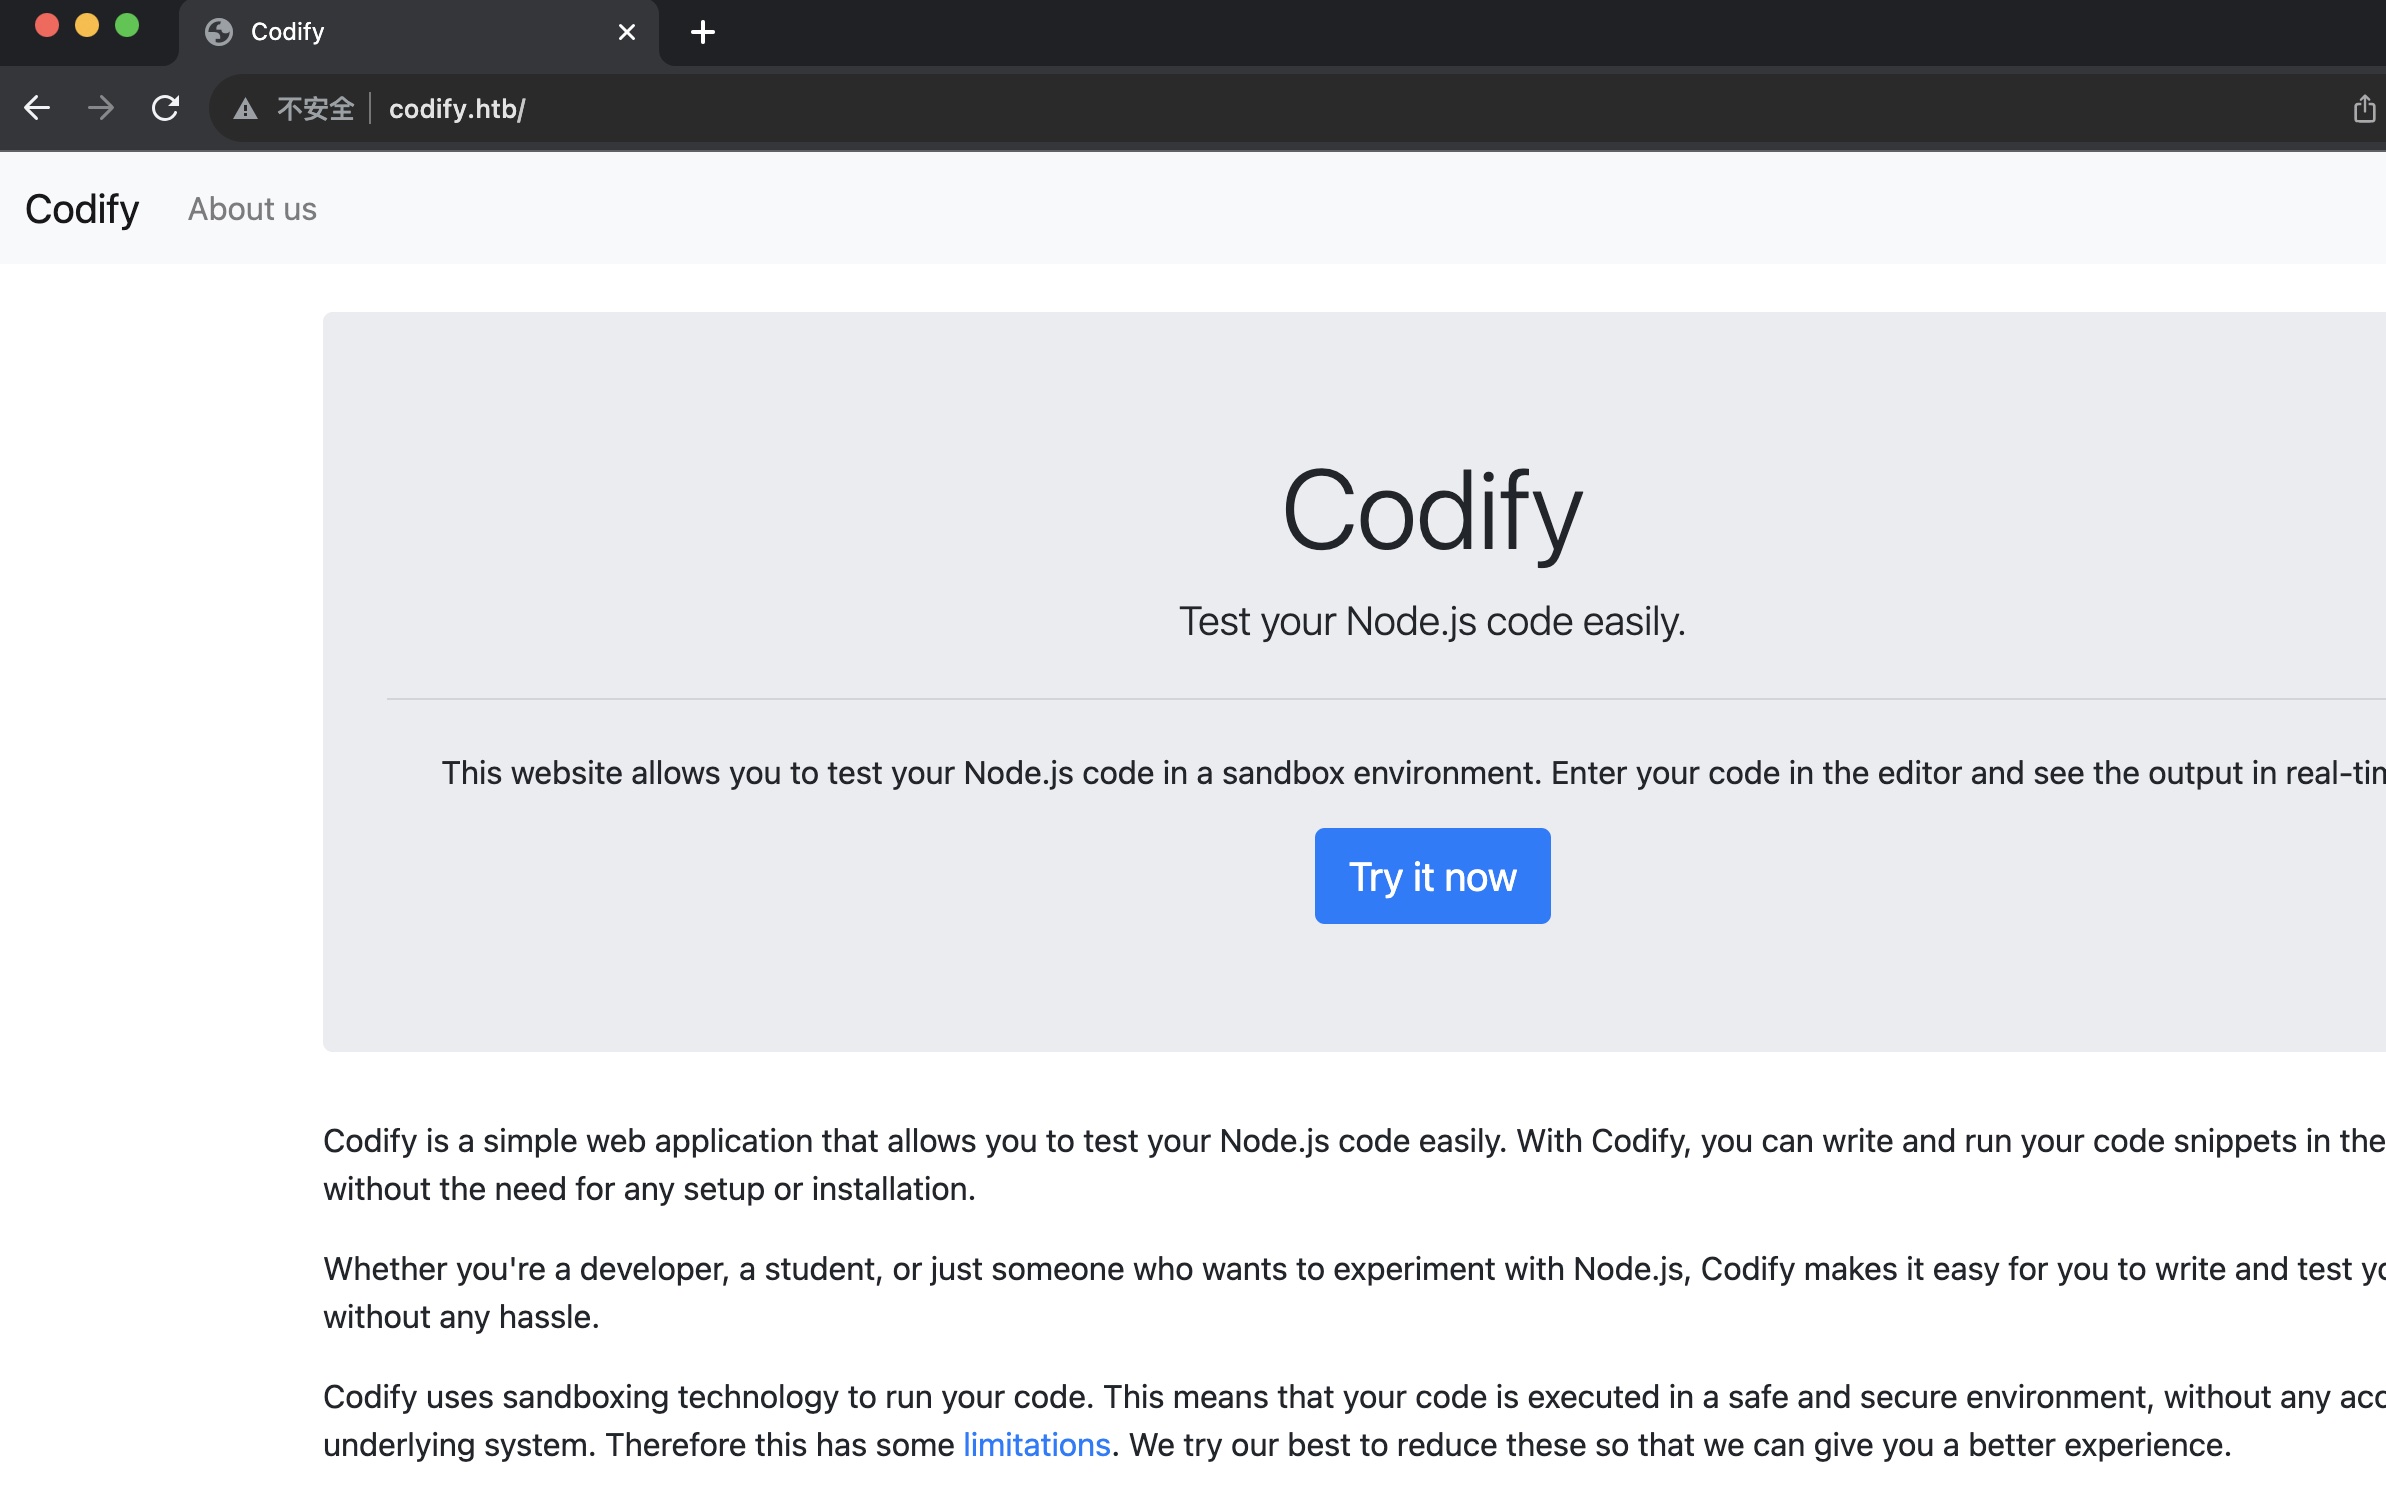 Codify
不安全 codify.htb/
Codify About us
Codify
Test your Node.js code easily.
This website allows you to test your Node.js code in a sandbox environment. Enter your code in the editor and see the output in
Try it now
Codify is a simple web application that allows you to test your Node.js code easily. With Codify, you can write and run your code snippets in the
without the need for any setup or installation.
Whether you're a developer, a student, or just someone who wants to experiment with Node.js, Codify makes it easy for you to write and test
without any hassle.
Codify uses sandboxing technology to run your code. This means that your code is executed in a safe and secure environment, without any
underlying system. Therefore this has some limitations. We try our best to reduce these so that we can give you a better experience.